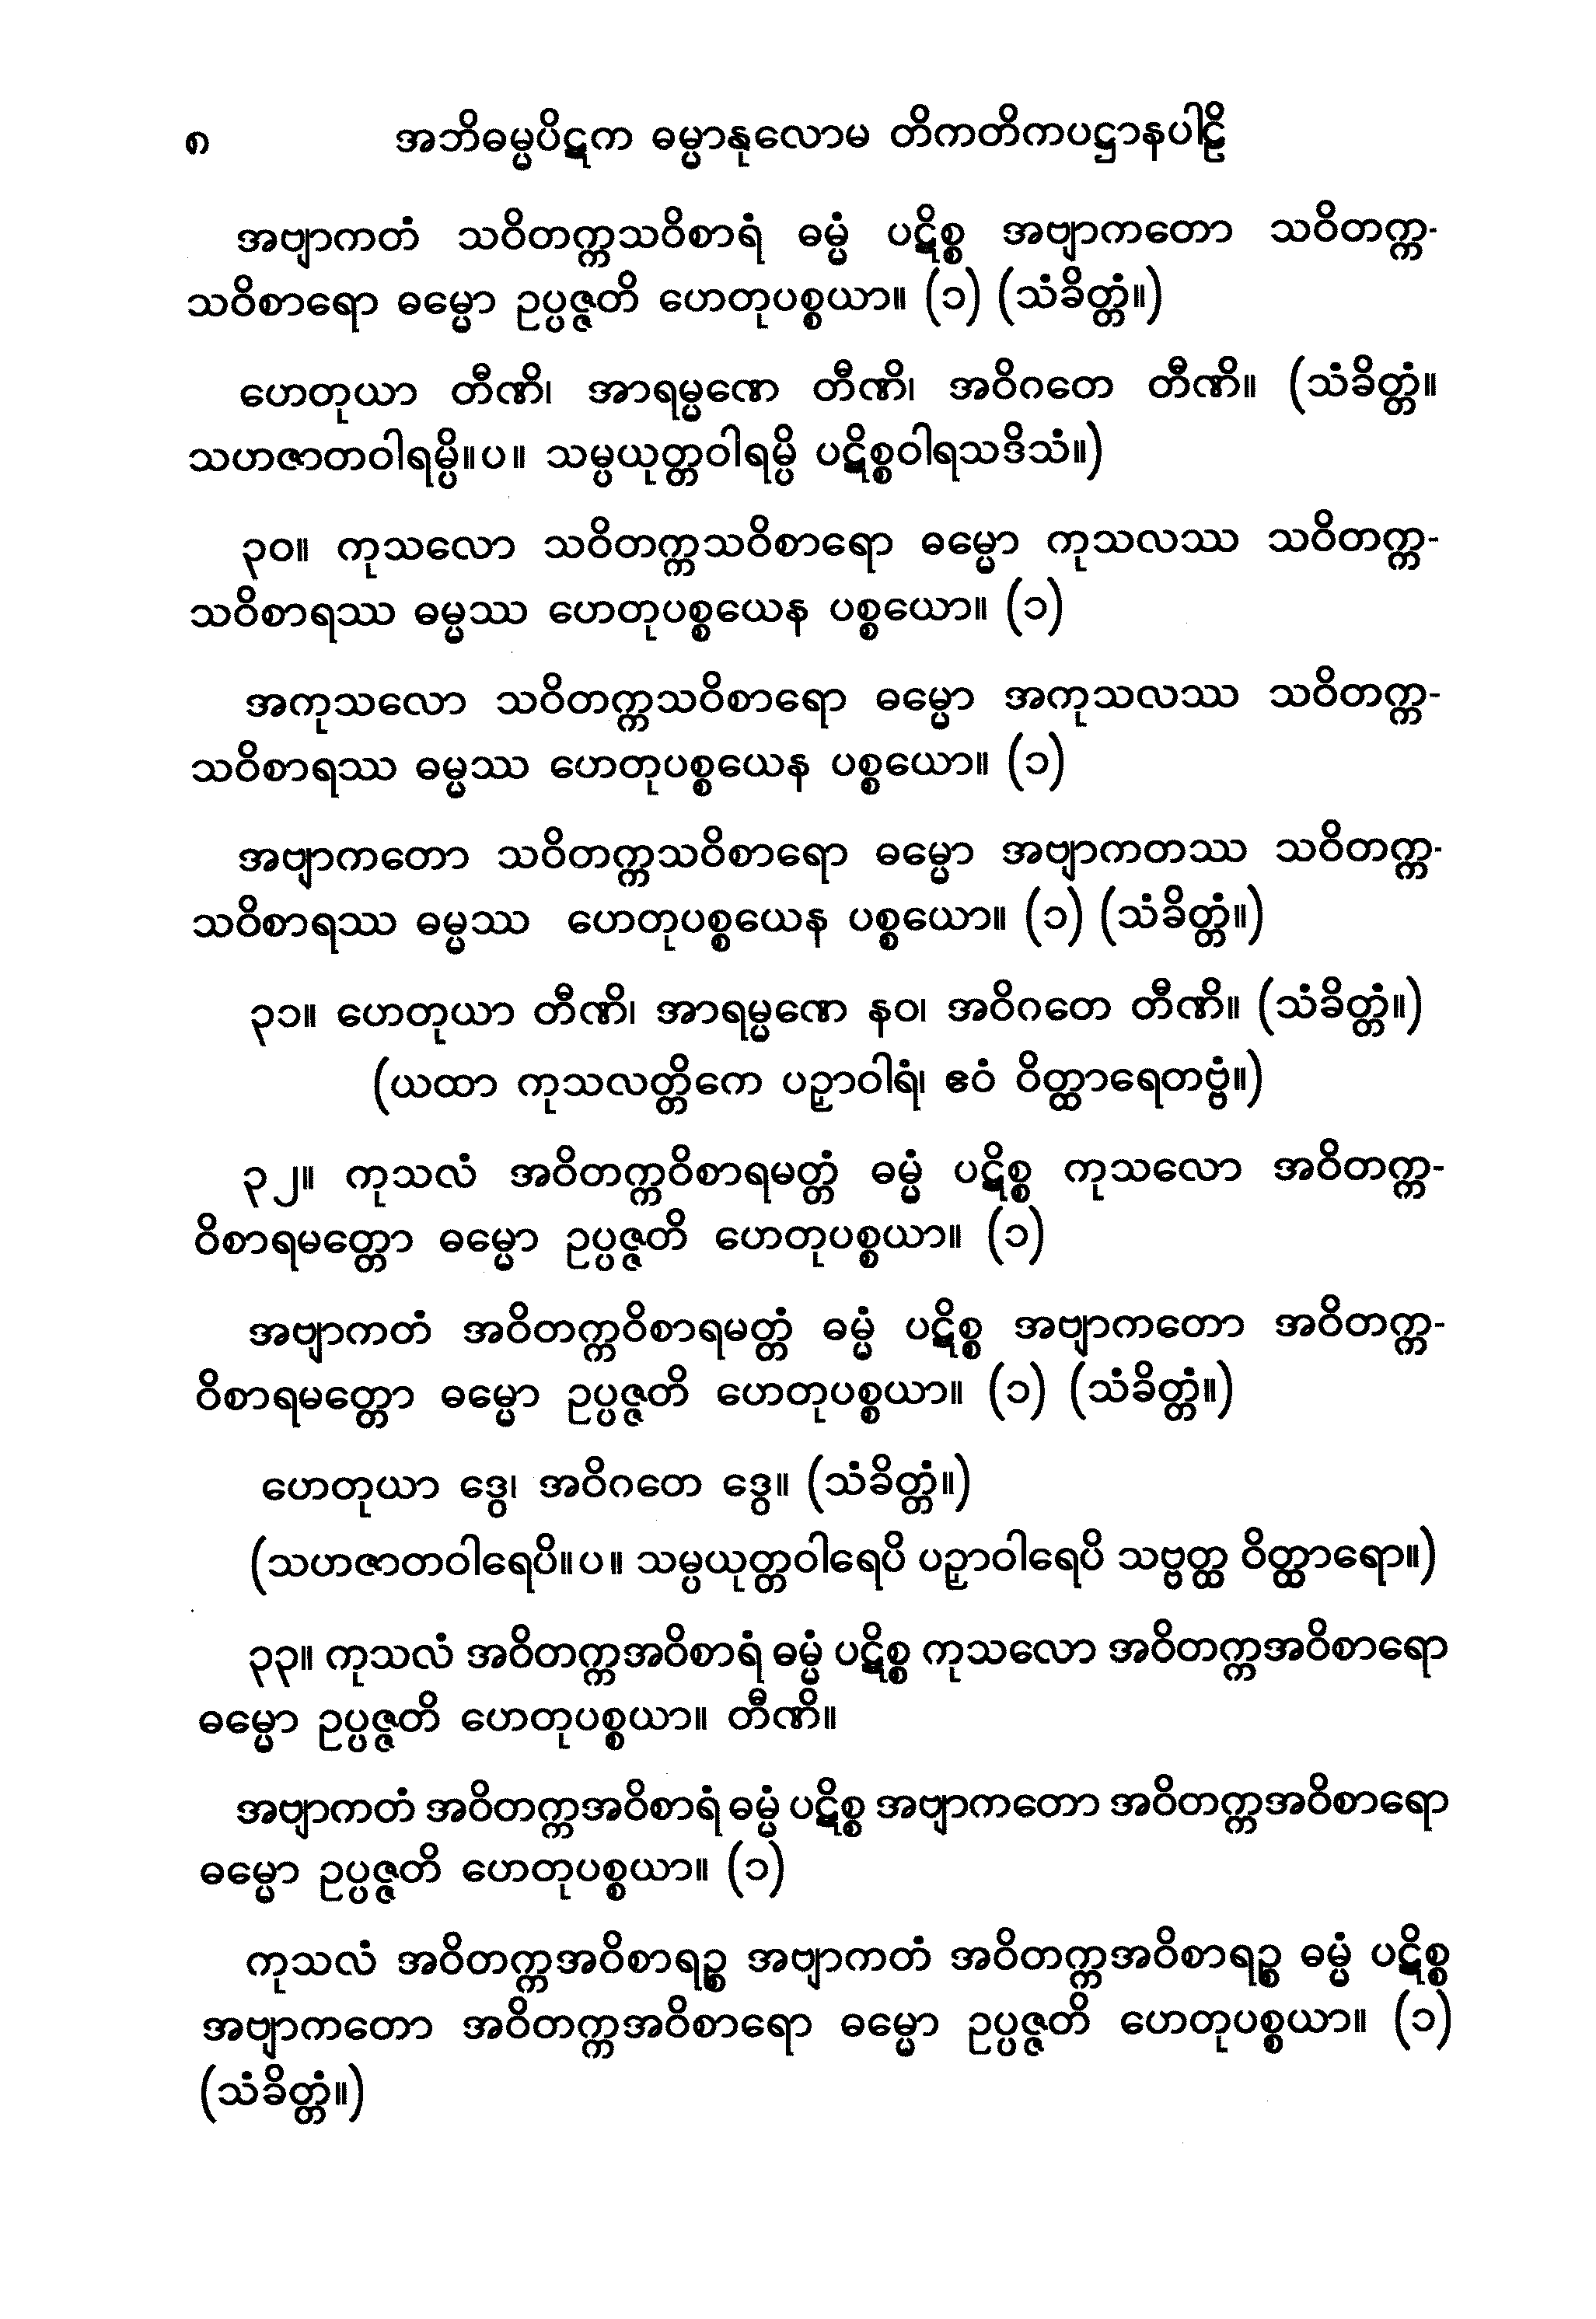 ၈ အဘိဓမ္မပိဋက ဓမ္မာနုလောမ တိကတိကပဋ္ဌာနပါဠိ
အဗျာကတံ သဝိတက္ကသဝိစာရံ ဓမ္မံ ပဋိစ္စ အဗျာကတော သဝိတက္က-
သဝိစာရော ဓမ္မော ဥပ္ပဇ္ဇတိ ဟေတုပစ္စယာ။ (၁) (သံခိတ္တံ။)
ဟေတုယာ တီဏိ၊ အာရမ္မဏေ တီဏိ၊ အဝိဂတေ တီဏိ။ (သံခိတ္တံ။
သဟဇာတဝါရမ္ပိ။ပ။ သမ္ပယုတ္တဝါရမ္ပိ ပဋိစ္စဝါရသဒိသံ။)
၃၀။ ကုသလော သဝိတက္ကသဝိစာရော ဓမ္မော ကုသလဿ သဝိတက္က-
သဝိစာရဿ ဓမ္မဿ ဟေတုပစ္စယေန ပစ္စယော။ (၁)
အကုသလော သဝိတက္ကသဝိစာရော ဓမ္မော အကုသလဿ သဝိတက္က-
သဝိစာရဿ ဓမ္မဿ ဟေတုပစ္စယေန ပစ္စယော။ (၁)
အဗျာကတော သဝိတက္ကသဝိစာရော ဓမ္မော အဗျာကတဿ သဝိတက္က-
သဝိစာရဿ ဓမ္မဿ ဟေတုပစ္စယေန ပစ္စယော။ (၁) (သံခိတ္တံ။)
၃၁။ ဟေတုယာ တီဏိ၊ အာရမ္မဏေ နဝ၊ အဝိဂတေ တီဏိ။ (သံခိတ္တံ။)
(ယထာ ကုသလတ္တိကေ ပဉှာဝါရံ၊ ဧဝံ ဝိတ္ထာရေတဗ္ဗံ။)
၃၂။ ကုသလံ အဝိတက္ကဝိစာရမတ္တံ ဓမ္မံ ပဋိစ္စ ကုသလော အဝိတက္က-
ဝိစာရမတ္တော ဓမ္မော ဥပ္ပဇ္ဇတိ ဟေတုပစ္စယာ။ (၁)
အဗျာကတံ အဝိတက္ကဝိစာရမတ္တံ ဓမ္မံ ပဋိစ္စ အဗျာကတော အဝိတက္က-
ဝိစာရမတ္တော ဓမ္မော ဥပ္ပဇ္ဇတိ ဟေတုပစ္စယာ။ (၁) (သံခိတ္တံ။)
ဟေတုယာ ဒွေ၊ အဝိဂတေ ဒွေ။ (သံခိတ္တံ။)
(သဟဇာတဝါရေပိ။ပ။ သမ္ပယုတ္တဝါရေပိ ပဉှာဝါရေပိ သဗ္ဗတ္ထ ဝိတ္ထာရော။)
၃၃။ ကုသလံ အဝိတက္ကအဝိစာရံ ဓမ္မံ ပဋိစ္စ ကုသလော အဝိတက္ကအဝိစာရော
ဓမ္မော ဥပ္ပဇ္ဇတိ ဟေတုပစ္စယာ။ တီဏိ။
အဗျာကတံ အဝိတက္ကအဝိစာရံ ဓမ္မံ ပဋိစ္စ အဗျာကတော အဝိတက္ကအဝိစာရော
ဓမ္မော ဥပ္ပဇ္ဇတိ ဟေတုပစ္စယာ။ (၁)
ကုသလံ အဝိတက္ကအဝိစာရဉ္စ အဗျာကတံ အဝိတက္ကအဝိစာရဉ္စ ဓမ္မံ ပဋိစ္စ
အဗျာကတော အဝိတက္ကအဝိစာရော ဓမ္မော ဥပ္ပဇ္ဇတိ ဟေတုပစ္စယာ။ (၁)
(သံခိတ္တံ။)